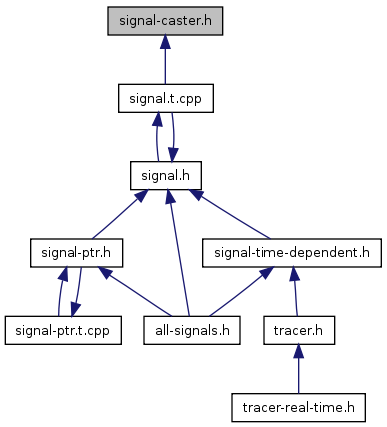 signal-caster.h
signal.t.cpp
signal.h
signal-ptr.h
signal-time-dependent.h
signal-ptr.t.cpp
all-signals.h
tracer.h
tracer-real-time.h